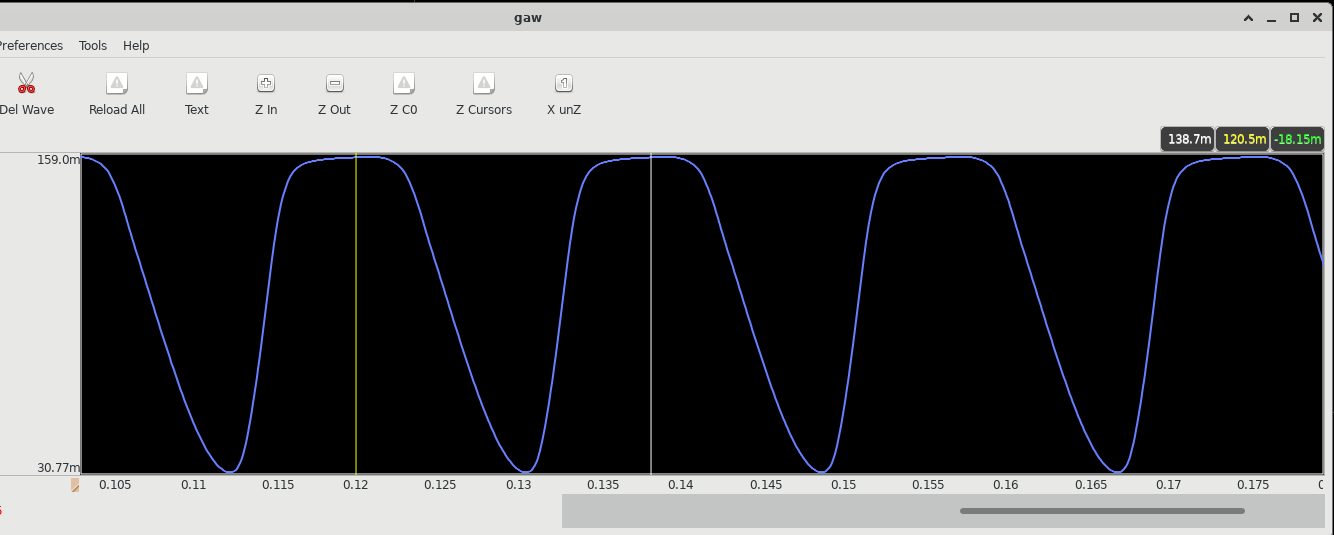 gaw
Preferences Tools Help
Del Wave Reload All Text Z In Z Out Z C0 Z Cursors X unZ
138.7m 120.5m -18.15m
159.0m
30.77m
0.105 0.11 0.115 0.12 0.125 0.13 0.135 0.14 0.145 0.15 0.155 0.16 0.165 0.17 0.175